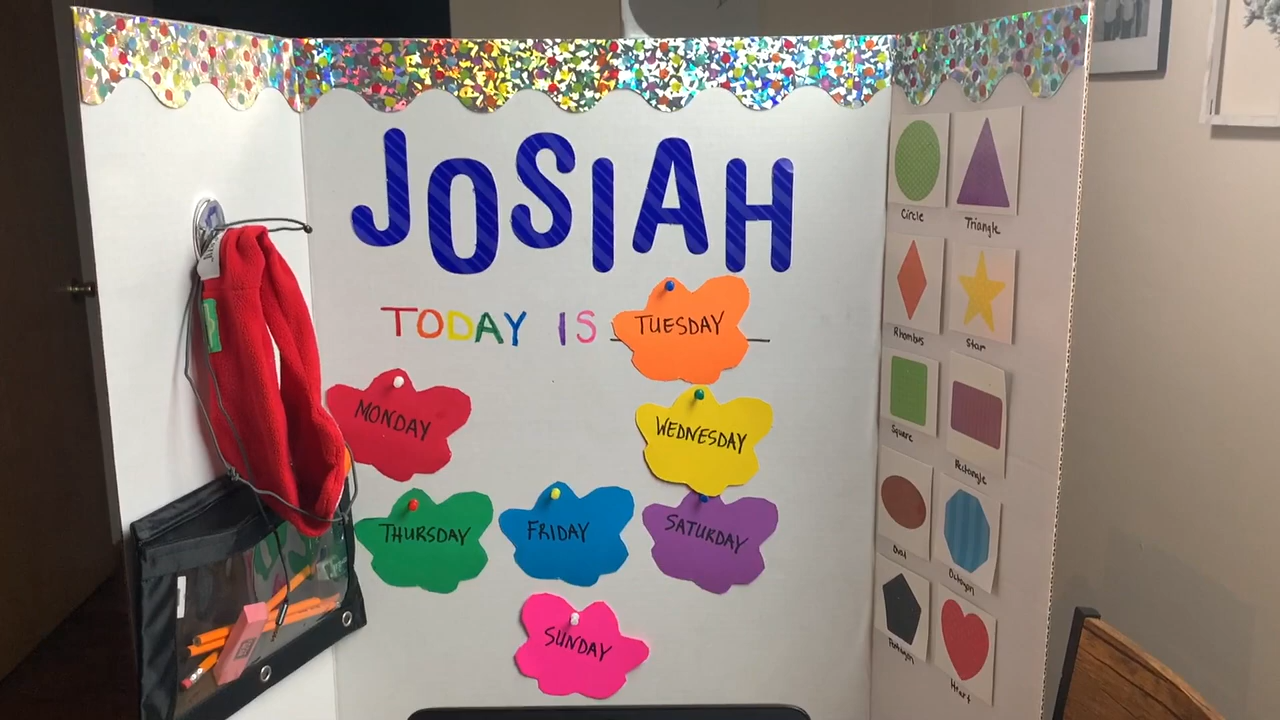 JOSIAH
TODAY IS TUESDAY
MONDAY
WEDNESDAY
THURSDAY
FRIDAY
SATURDAY
SUNDAY
Circle
Triangle
Rhombus
Star
Square
Rectangle
Oval
Octagon
Pentagon
Heart